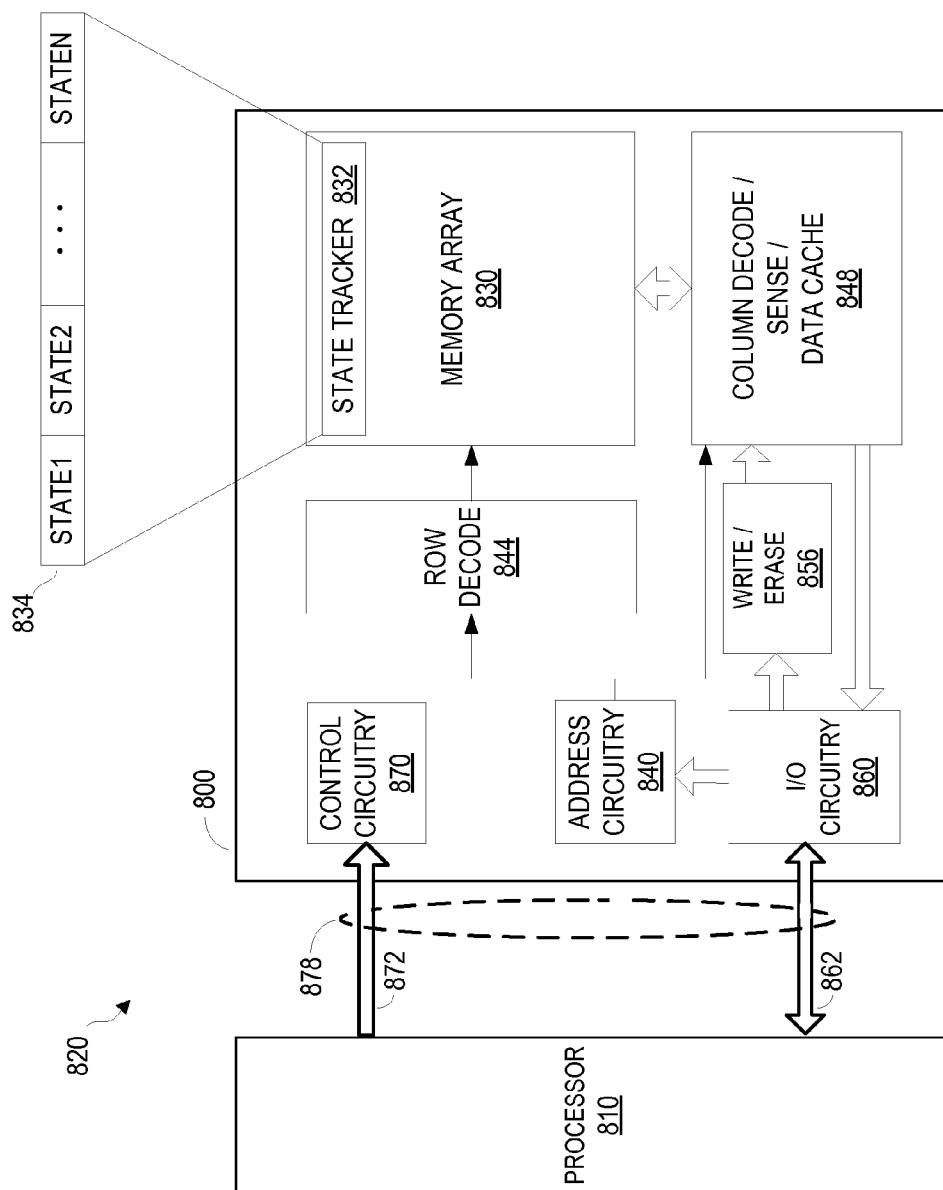 834
STATE1
STATE2
• • •
STATEN
820
800
878
872
862
PROCESSOR
810
CONTROL
CIRCUITRY
870
ROW
DECODE
844
STATE TRACKER 832
MEMORY ARRAY
830
ADDRESS
CIRCUITRY
840
I/O
CIRCUITRY
860
WRITE /
ERASE
856
COLUMN DECODE /
SENSE /
DATA CACHE
848